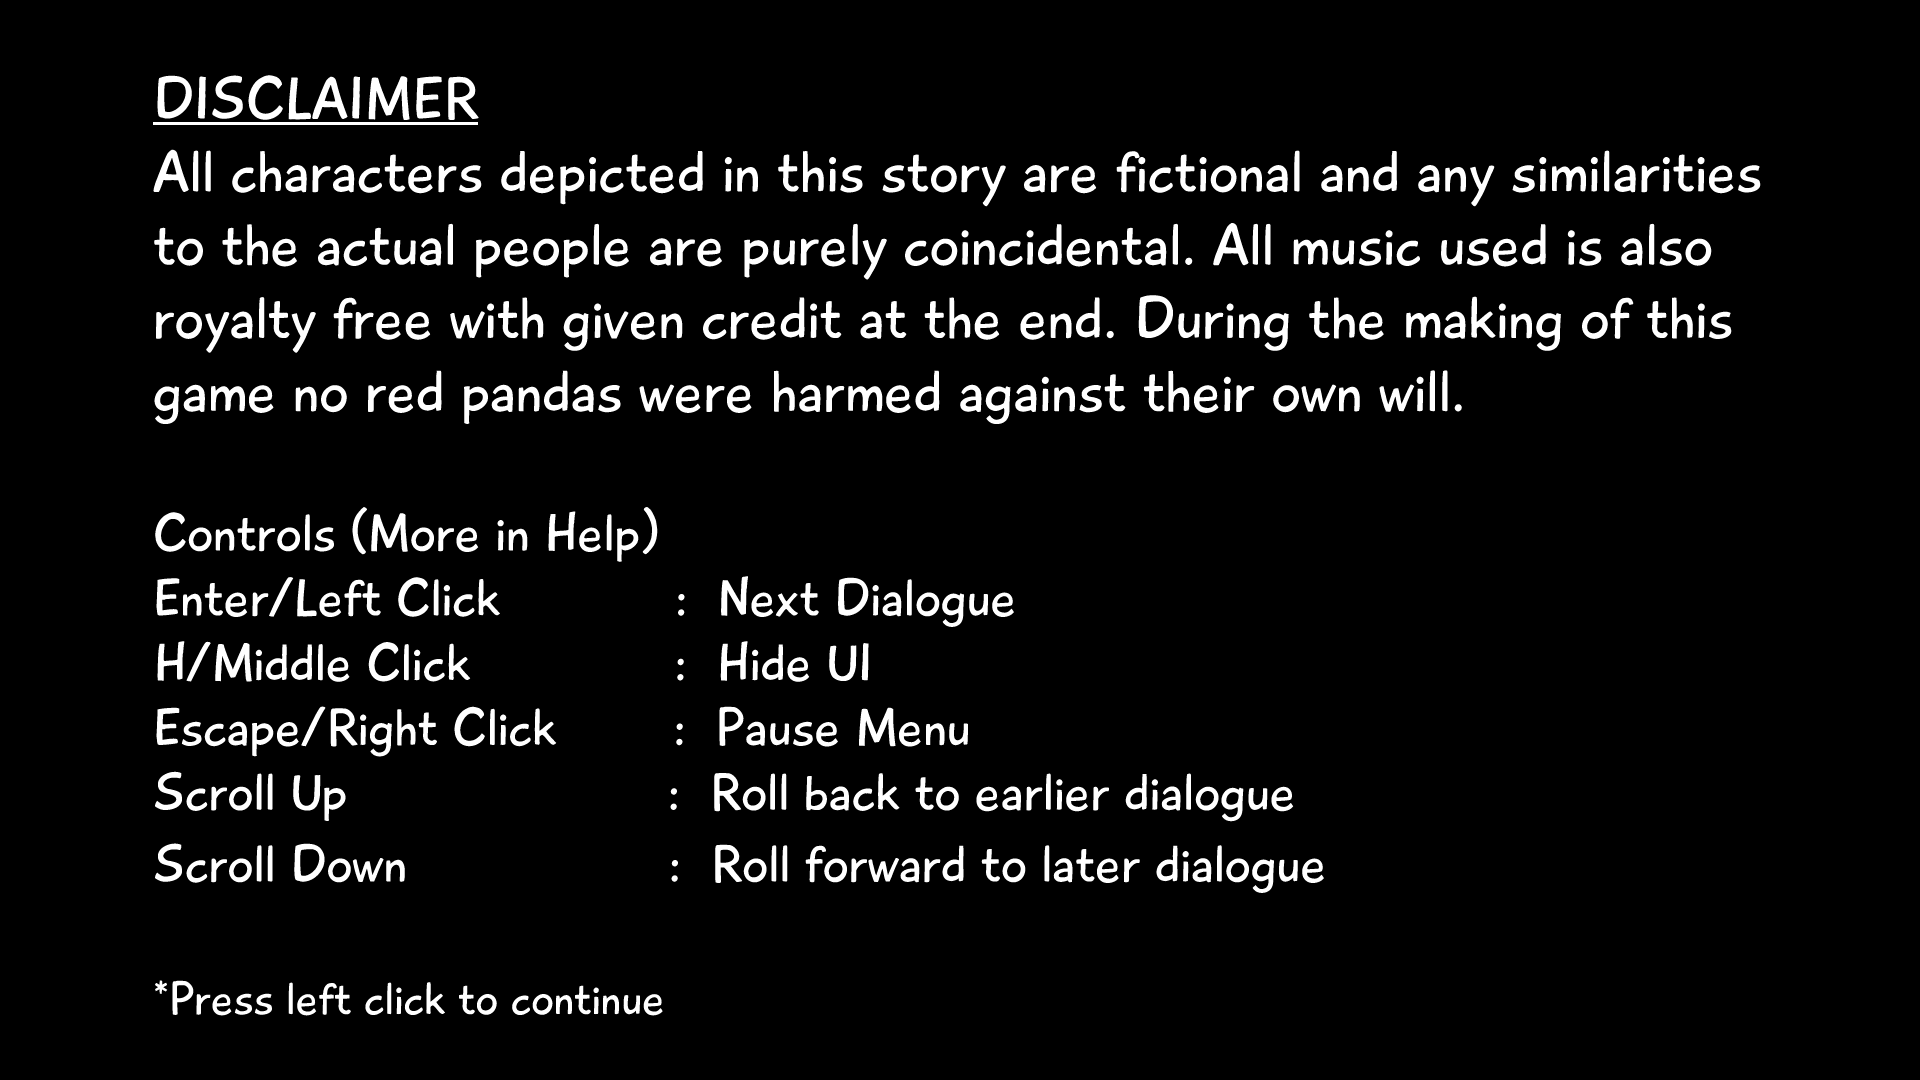 DISCLAIMER
All characters depicted in this story are fictional and any similarities
to the actual people are purely coincidental. All music used is also
royalty free with given credit at the end. During the making of this
game no red pandas were harmed against their own will.
Controls (More in Help)
Enter/Left Click : Next Dialogue
H/Middle Click : Hide UI
Escape/Right Click : Pause Menu
Scroll Up : Roll back to earlier dialogue
Scroll Down : Roll forward to later dialogue
*Press left click to continue